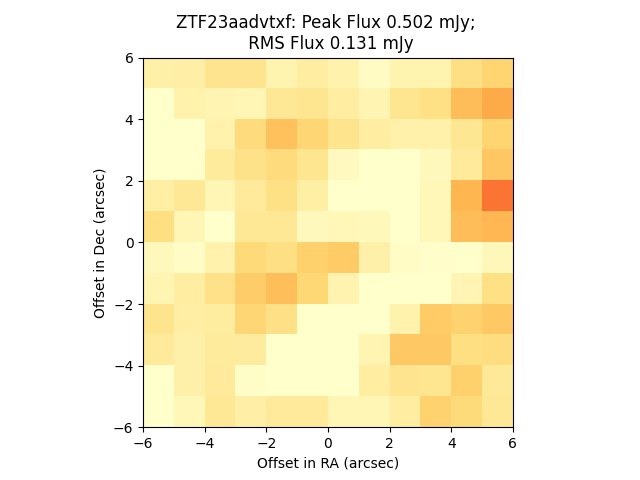 ZTF23aadvtxf: Peak Flux 0.502 mJy;
RMS Flux 0.131 mJy
6
4
2
0
−2
−4
−6
Offset in Dec (arcsec)
−6 −4 −2 0 2 4 6
Offset in RA (arcsec)